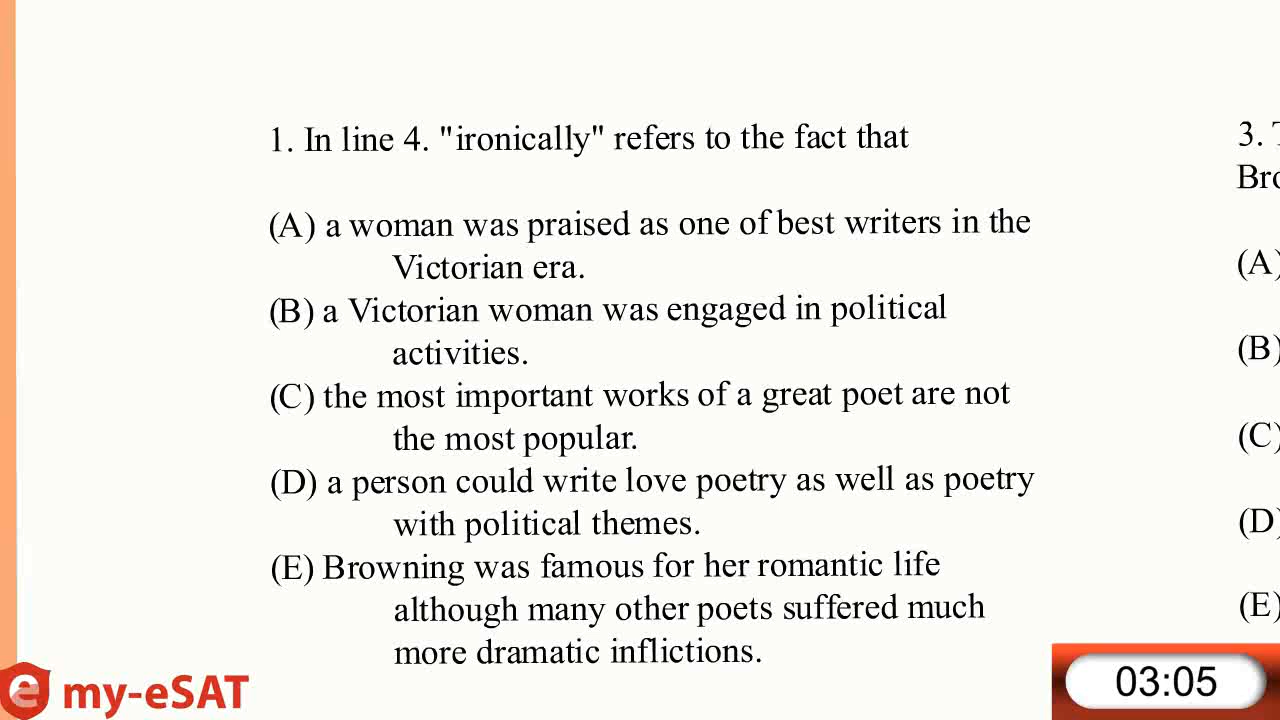 1. In line 4. "ironically" refers to the fact that
(A) a woman was praised as one of best writers in the
Victorian era.
(B) a Victorian woman was engaged in political
activities.
(C) the most important works of a great poet are not
the most popular.
(D) a person could write love poetry as well as poetry
with political themes.
(E) Browning was famous for her romantic life
although many other poets suffered much
more dramatic inflictions.
3.
(A)
(B)
(C)
(D)
(E)
my-eSAT
03:05